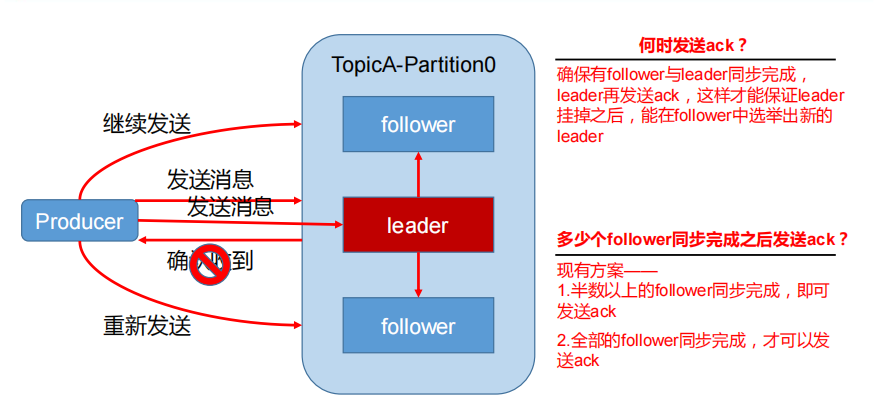 TopicA-Partition0
继续发送
follower
发送消息
发送消息
Producer
leader
确认收到
重新发送
follower
何时发送ack？
确保有follower与leader同步完成，
leader再发送ack，这样才能保证leader
挂掉之后，能在follower中选举出新的
leader
多少个follower同步完成之后发送ack？
现有方案——
1.半数以上的follower同步完成，即可
发送ack
2.全部的follower同步完成，才可以发
送ack